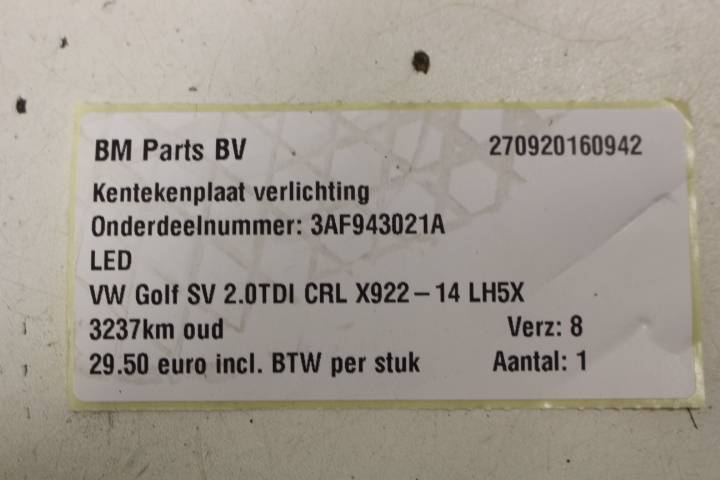 BM Parts BV 270920160942
Kentekenplaat verlichting
Onderdeelnummer: 3AF943021A
LED
VW Golf SV 2.0TDI CRL X922-14 LH5X
3237km oud Verz: 8
29.50 euro incl. BTW per stuk Aantal: 1